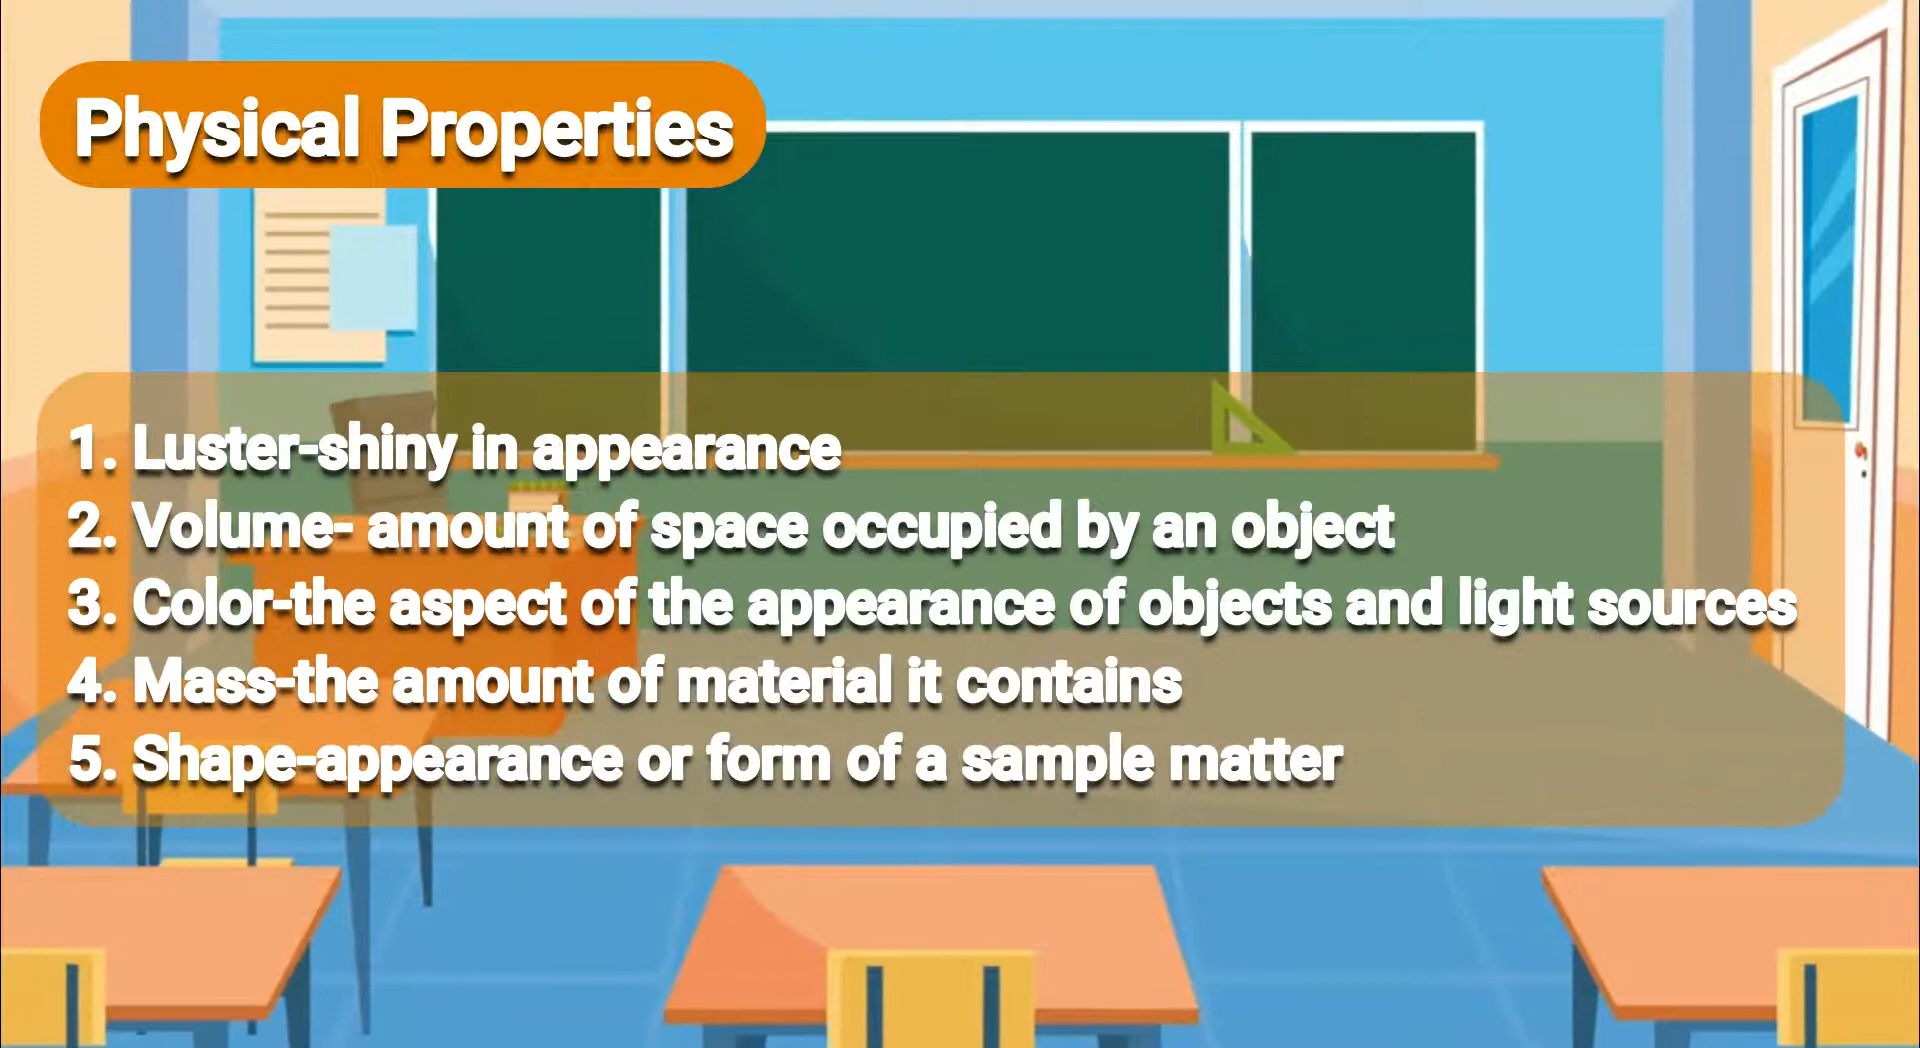 Physical Properties
1. Luster-shiny in appearance
2. Volume- amount of space occupied by an object
3. Color-the aspect of the appearance of objects and light sources
4. Mass-the amount of material it contains
5. Shape-appearance or form of a sample matter